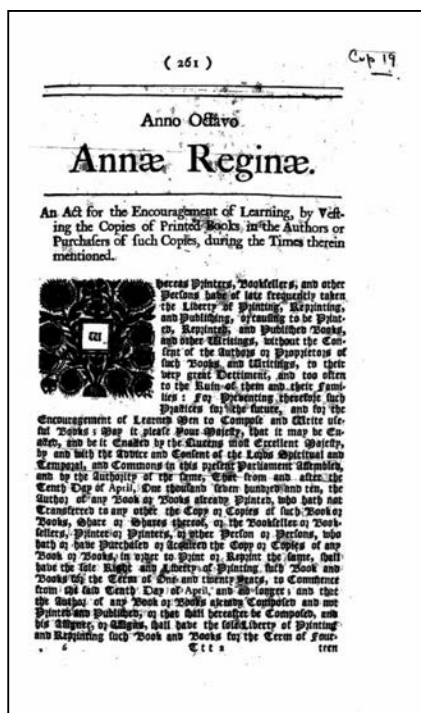 ( 261 )
Cup 19
Anno Octavo
Annæ Reginæ.
An Act for the Encouragement of Learning, by Veſt-
ing the Copies of Printed Books in the Authors or
Purchaſers of ſuch Copies, during the Times therein
mentioned.
Whereas Printers, Bookſellers, and other
Perſons have of late frequently taken
the Liberty of Printing, Reprinting,
and Publiſhing, or cauſing to be Print-
ed, Reprinted, and Publiſhed Books,
and other Writings, without the Con-
ſent of the Authors or Proprietors of
ſuch Books and Writings, to their
very great Detriment, and too often
to the Ruin of them and their Fami-
lies : For Preventing therefore ſuch
Practices for the future, and for the
Encouragement of Learned Men to Compoſe and Write uſe-
ful Books ; May it pleaſe Your Majeſty, that it may be En-
acted, and be it Enacted by the Queens moſt Excellent Majeſty,
by and with the Advice and Conſent of the Lords Spiritual and
Temporal, and Commons in this preſent Parliament Aſſembled,
and by the Authority of the ſame, That from and after the
Tenth Day of April, One thouſand ſeven hundred and ten, the
Author of any Book or Books already Printed, who hath not
Transferred to any other the Copy or Copies of ſuch Book or
Books, Share or Shares thereof, or the Bookſeller or Book-
ſellers, Printer or Printers, or other Perſon or Perſons, who
hath or have Purchaſed or Acquired the Copy or Copies of any
Book or Books, in order to Print or Reprint the ſame, ſhall
have the ſole Right and Liberty of Printing ſuch Book and
Books for the Term of One and twenty Years, to Commence
from the ſaid Tenth Day of April, and no longer ; and that
the Author of any Book or Books already Compoſed and not
Printed and Publiſhed, or that ſhall hereafter be Compoſed, and
his Aſſignee, or Aſſigns, ſhall have the ſole Liberty of Printing
and Reprinting ſuch Book and Books for the Term of Four-
6 Tttt 2 teen